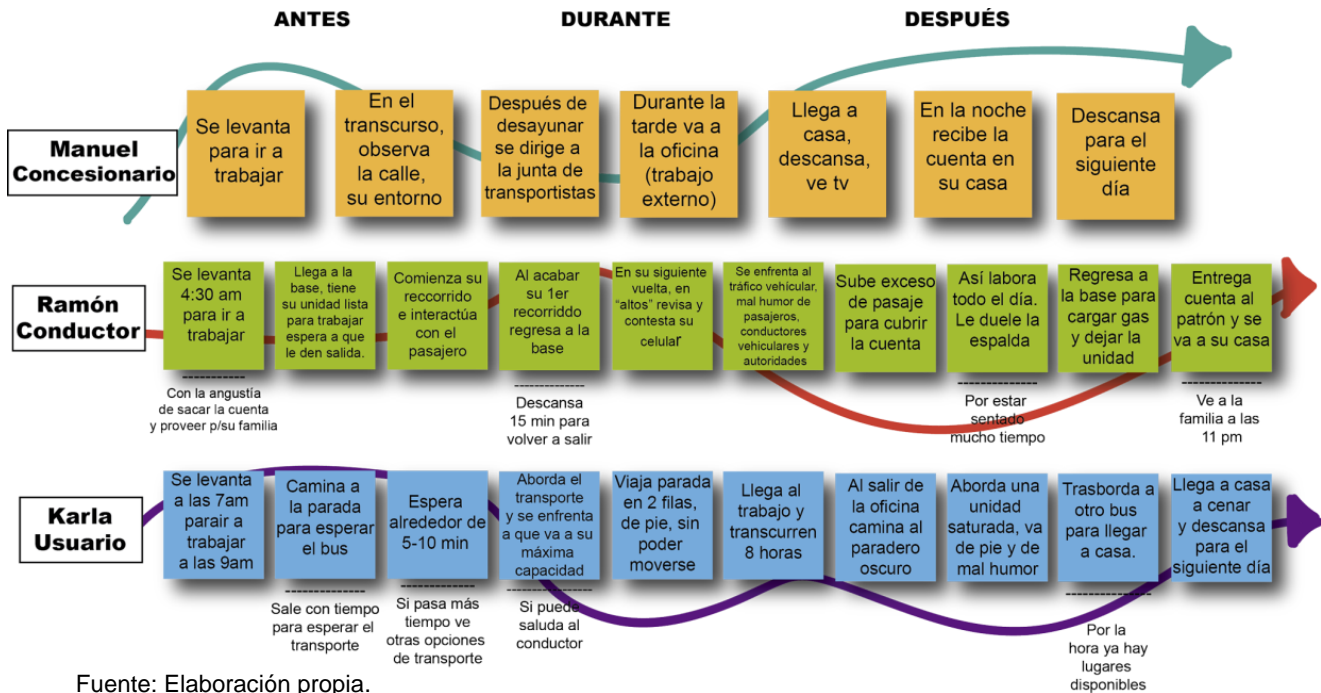 ANTES
DURANTE
DESPUÉS
Manuel
Concesionario
Se levanta
para ir a
trabajar
En el
transcurso,
observa
la calle,
su entorno
Después de
desayunar
se dirige a
la junta de
transportistas
Durante la
tarde va a
la oficina
(trabajo
externo)
Llega a
casa,
descansa,
ve tv
En la noche
recibe la
cuenta en
su casa
Descansa
para el
siguiente
día
Ramón
Conductor
Se levanta
4:30 am
para ir a
trabajar
-----------
Con la angustía
de sacar la cuenta
y proveer p/su familia
Llega a la
base, tiene
su unidad lista
para trabajar
espera a que
le den salida.
Comienza su
reccorrido
e interactúa
con el
pasajero
Al acabar
su 1er
recorriddo
regresa a la
base
--------------
Descansa
15 min para
volver a salir
En su siguiente
vuelta, en
“altos” revisa y
contesta su
celular
Se enfrenta al
tráfico vehícular,
mal humor de
pasajeros,
conductores
vehiculares y
autoridades
Sube exceso
de pasaje
para cubrir
la cuenta
Así labora
todo el día.
Le duele la
espalda
--------------
Por estar
sentado
mucho tiempo
Regresa a
la base para
cargar gas
y dejar la
unidad
Entrega
cuenta al
patrón y se
va a su casa
--------------
Ve a la
familia a las
11 pm
Karla
Usuario
Se levanta
a las 7am
parair a
trabajar
a las 9am
Camina a
la parada
para esperar
el bus
--------------
Sale con tiempo
para esperar el
transporte
Espera
alrededor de
5-10 min
--------------
Si pasa más
tiempo ve
otras opciones
de transporte
Aborda el
transporte
y se enfrenta
a que va a su
máxima
capacidad
--------------
Si puede
saluda al
conductor
Viaja parada
en 2 filas,
de pie, sin
poder
moverse
Llega al
trabajo y
transcurren
8 horas
Al salir de
la oficina
camina al
paradero
oscuro
Aborda una
unidad
saturada, va
de pie y de
mal humor
Trasborda a
otro bus
para llegar a
casa.
--------------
Por la
hora ya hay
lugares
disponibles
Llega a casa
a cenar
y descansa
para el
siguiente día
Fuente: Elaboración propia.